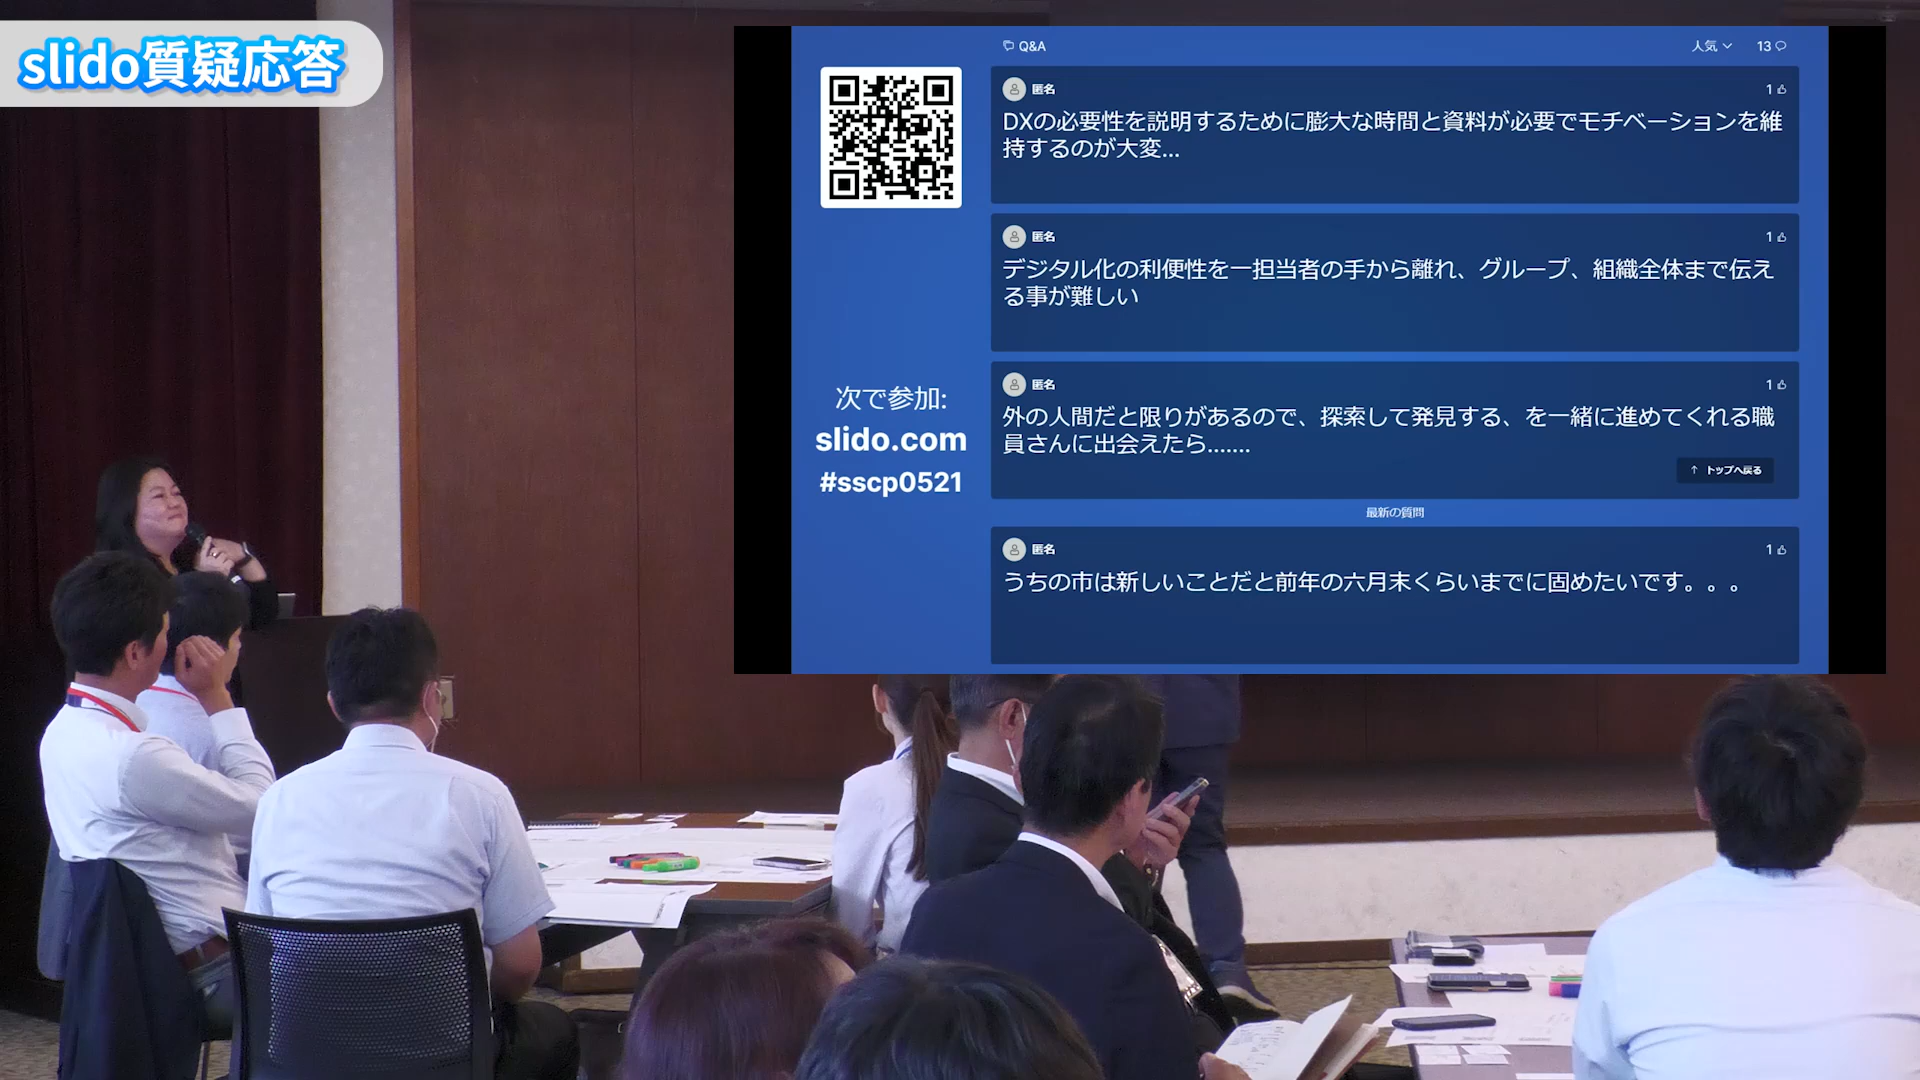 slido質疑応答
Q&A
人気
13
匿名
1
DXの必要性を説明するために膨大な時間と資料が必要でモチベーションを維
持するのが大変...
匿名
1
デジタル化の利便性を一担当者の手から離れ、グループ、組織全体まで伝え
る事が難しい
匿名
1
外の人間だと限りがあるので、探索して発見する、を一緒に進めてくれる職
員さんに出会えたら.......
↑ トップへ戻る
最新の質問
匿名
1
うちの市は新しいことだと前年の六月末くらいまでに固めたいです。。。
次で参加:
slido.com
#sscp0521